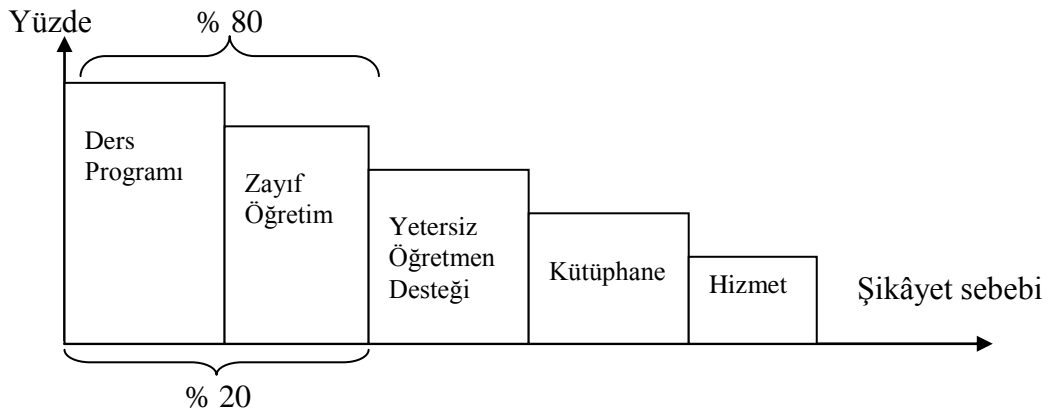 Yüzde
% 80
Ders
Programı
Zayıf
Öğretim
Yetersiz
Öğretmen
Desteği
Kütüphane
Hizmet
Şikâyet sebebi
% 20